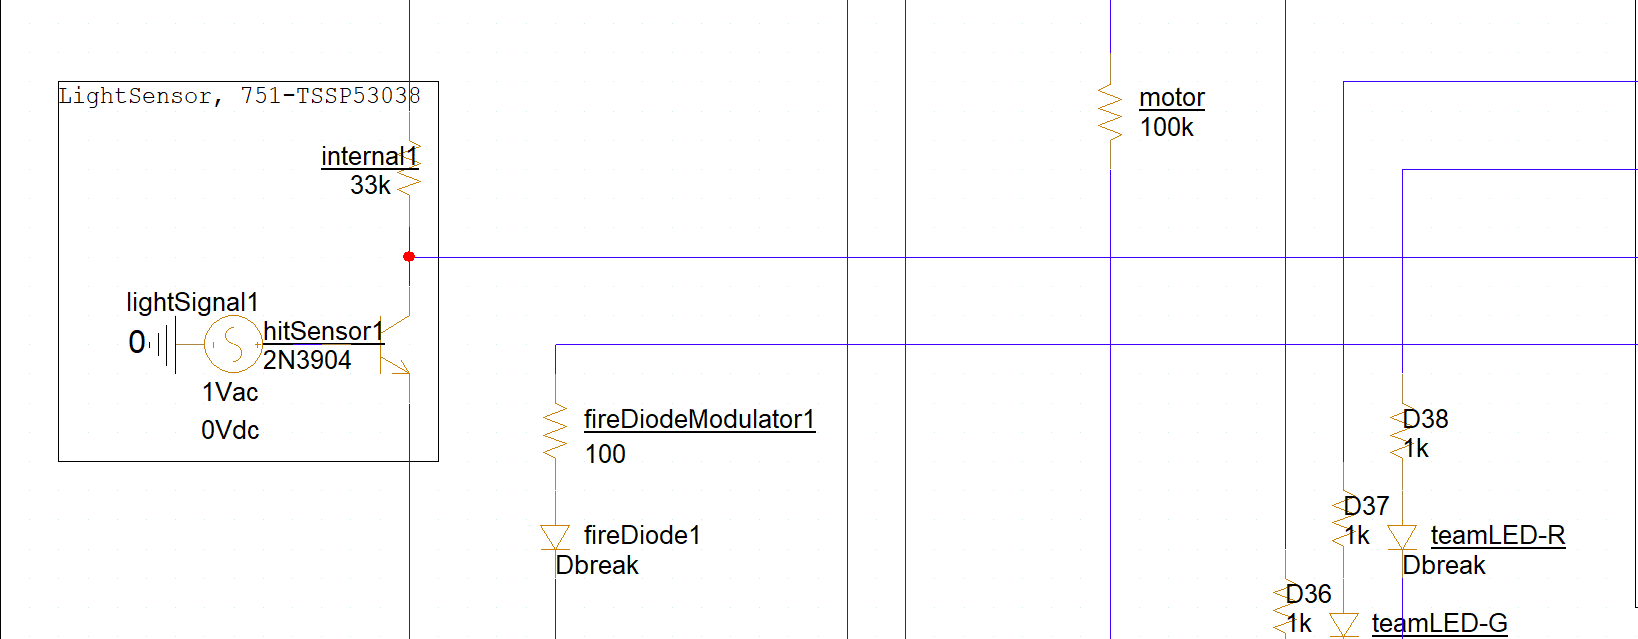 LightSensor, 751-TSSP53038
motor
100k
internal1
33k
lightSignal1
0
hitSensor1
2N3904
1Vac
0Vdc
fireDiodeModulator1
100
D38
1k
D37
1k
fireDiode1
Dbreak
teamLED-R
Dbreak
D36
1k
teamLED-G